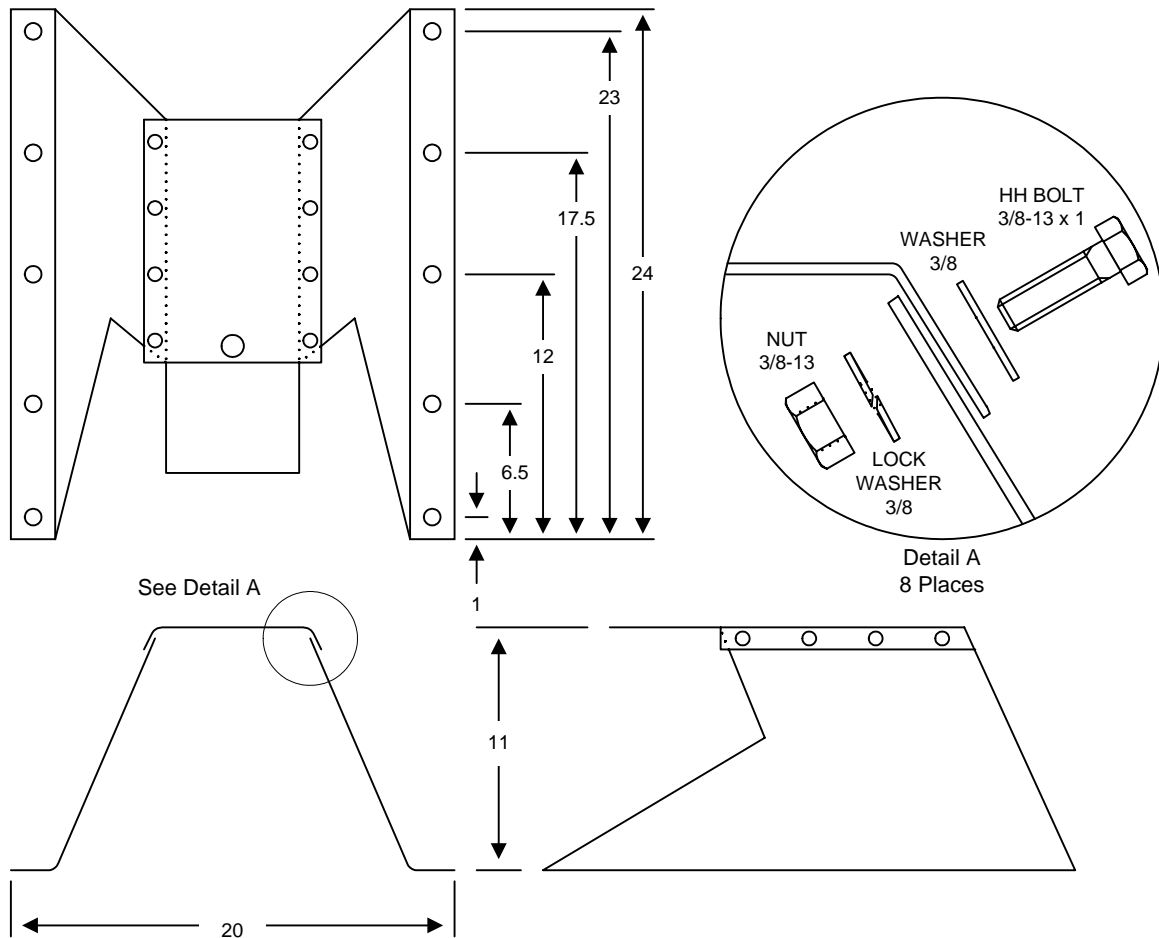 23
17.5
24
12
6.5
1
HH BOLT
3/8-13 x 1
WASHER
3/8
NUT
3/8-13
LOCK
WASHER
3/8
Detail A
8 Places
See Detail A
11
20